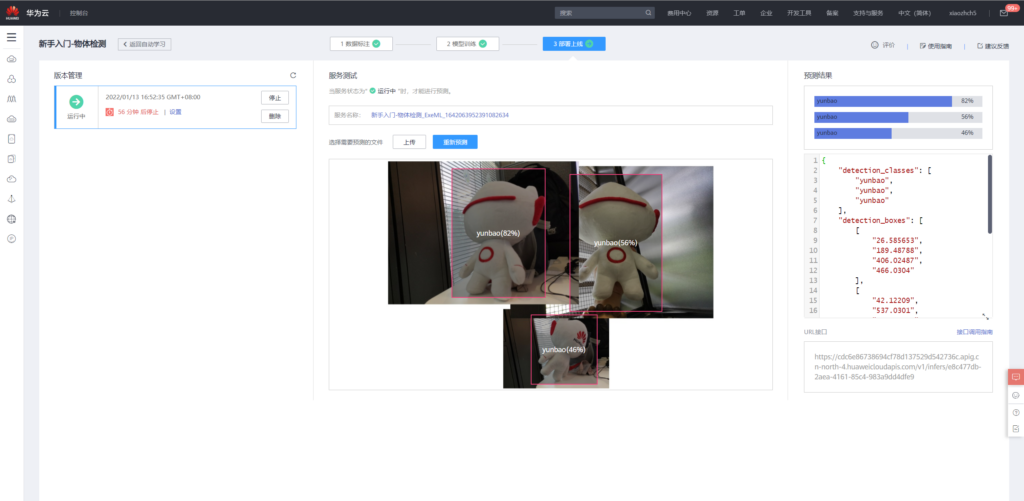 HUAWEI
华为云
控制台
搜索
费用中心
资源
工单
企业
开发工具
备案
支持与服务
中文（简体）
xiaozhch5
99+
新手入门-物体检测
返回自动学习
1 数据标注
2 模型训练
3 部署上线
评价
使用指南
建议反馈
版本管理
运行中
2022/01/13 16:52:35 GMT+08:00
56 分钟 后停止 | 设置
停止
删除
服务测试
当服务状态为" 运行中 "时，才能进行预测。
服务名称： 新手入门-物体检测_ExeML_1642063952391082634
选择需要预测的文件
上传
重新预测
yunbao(82%)
yunbao(56%)
yunbao(46%)
预测结果
yunbao 82%
yunbao 56%
yunbao 46%
1 {
2 "detection_classes": [
3 "yunbao",
4 "yunbao",
5 "yunbao"
6 ],
7 "detection_boxes": [
8 [
9 "26.585653",
10 "189.48788",
11 "406.02487",
12 "466.0304"
13 ],
14 [
15 "42.12209",
16 "537.0301",
URL接口
接口调用指南
https://cdc6e86738694cf78d137529d542736c.apig.c
n-north-4.huaweicloudapis.com/v1/infers/e8c477db-
2aea-4161-85c4-983a9dd4dfe9